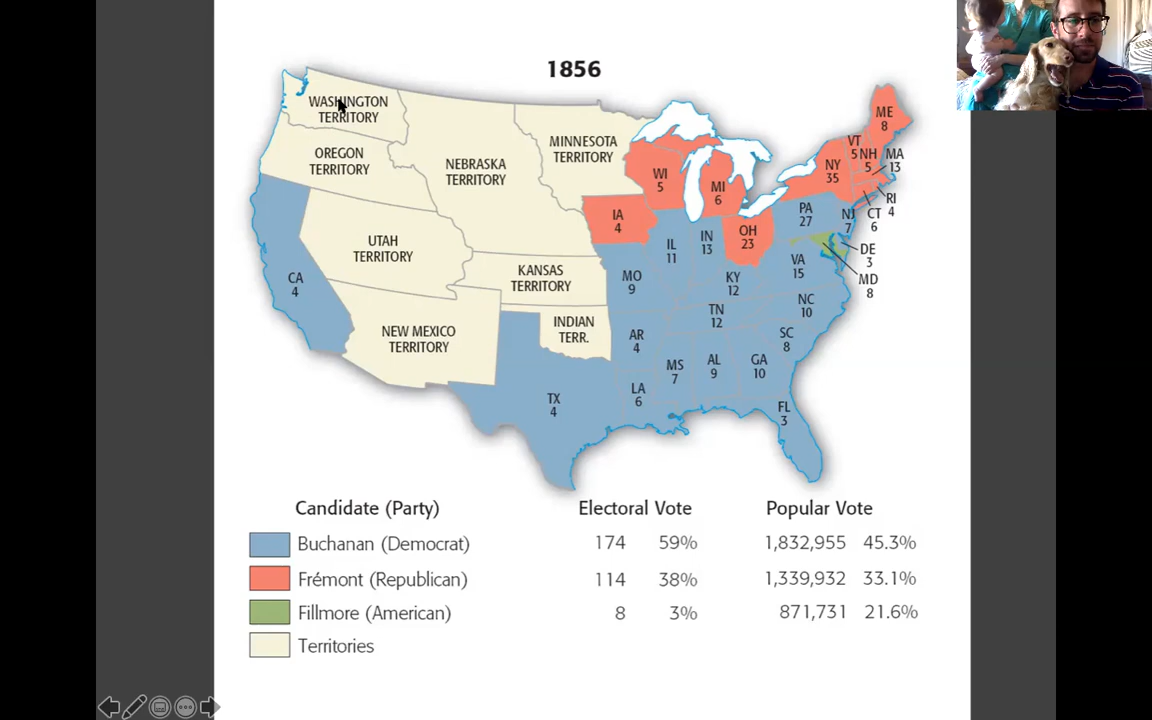 1856
WASHINGTON
TERRITORY
OREGON
TERRITORY
NEBRASKA
TERRITORY
MINNESOTA
TERRITORY
UTAH
TERRITORY
KANSAS
TERRITORY
NEW MEXICO
TERRITORY
INDIAN
TERR.
CA
4
TX
4
WI
5
MI
6
IA
4
IL
11
IN
13
OH
23
MO
9
KY
12
TN
12
AR
4
LA
6
MS
7
AL
9
GA
10
FL
3
SC
8
NC
10
VA
15
PA
27
NY
35
VT
5
NH
5
ME
8
MA
13
RI
4
CT
6
NJ
7
DE
3
MD
8
Candidate (Party) Electoral Vote Popular Vote
Buchanan (Democrat) 174 59% 1,832,955 45.3%
Frémont (Republican) 114 38% 1,339,932 33.1%
Fillmore (American) 8 3% 871,731 21.6%
Territories